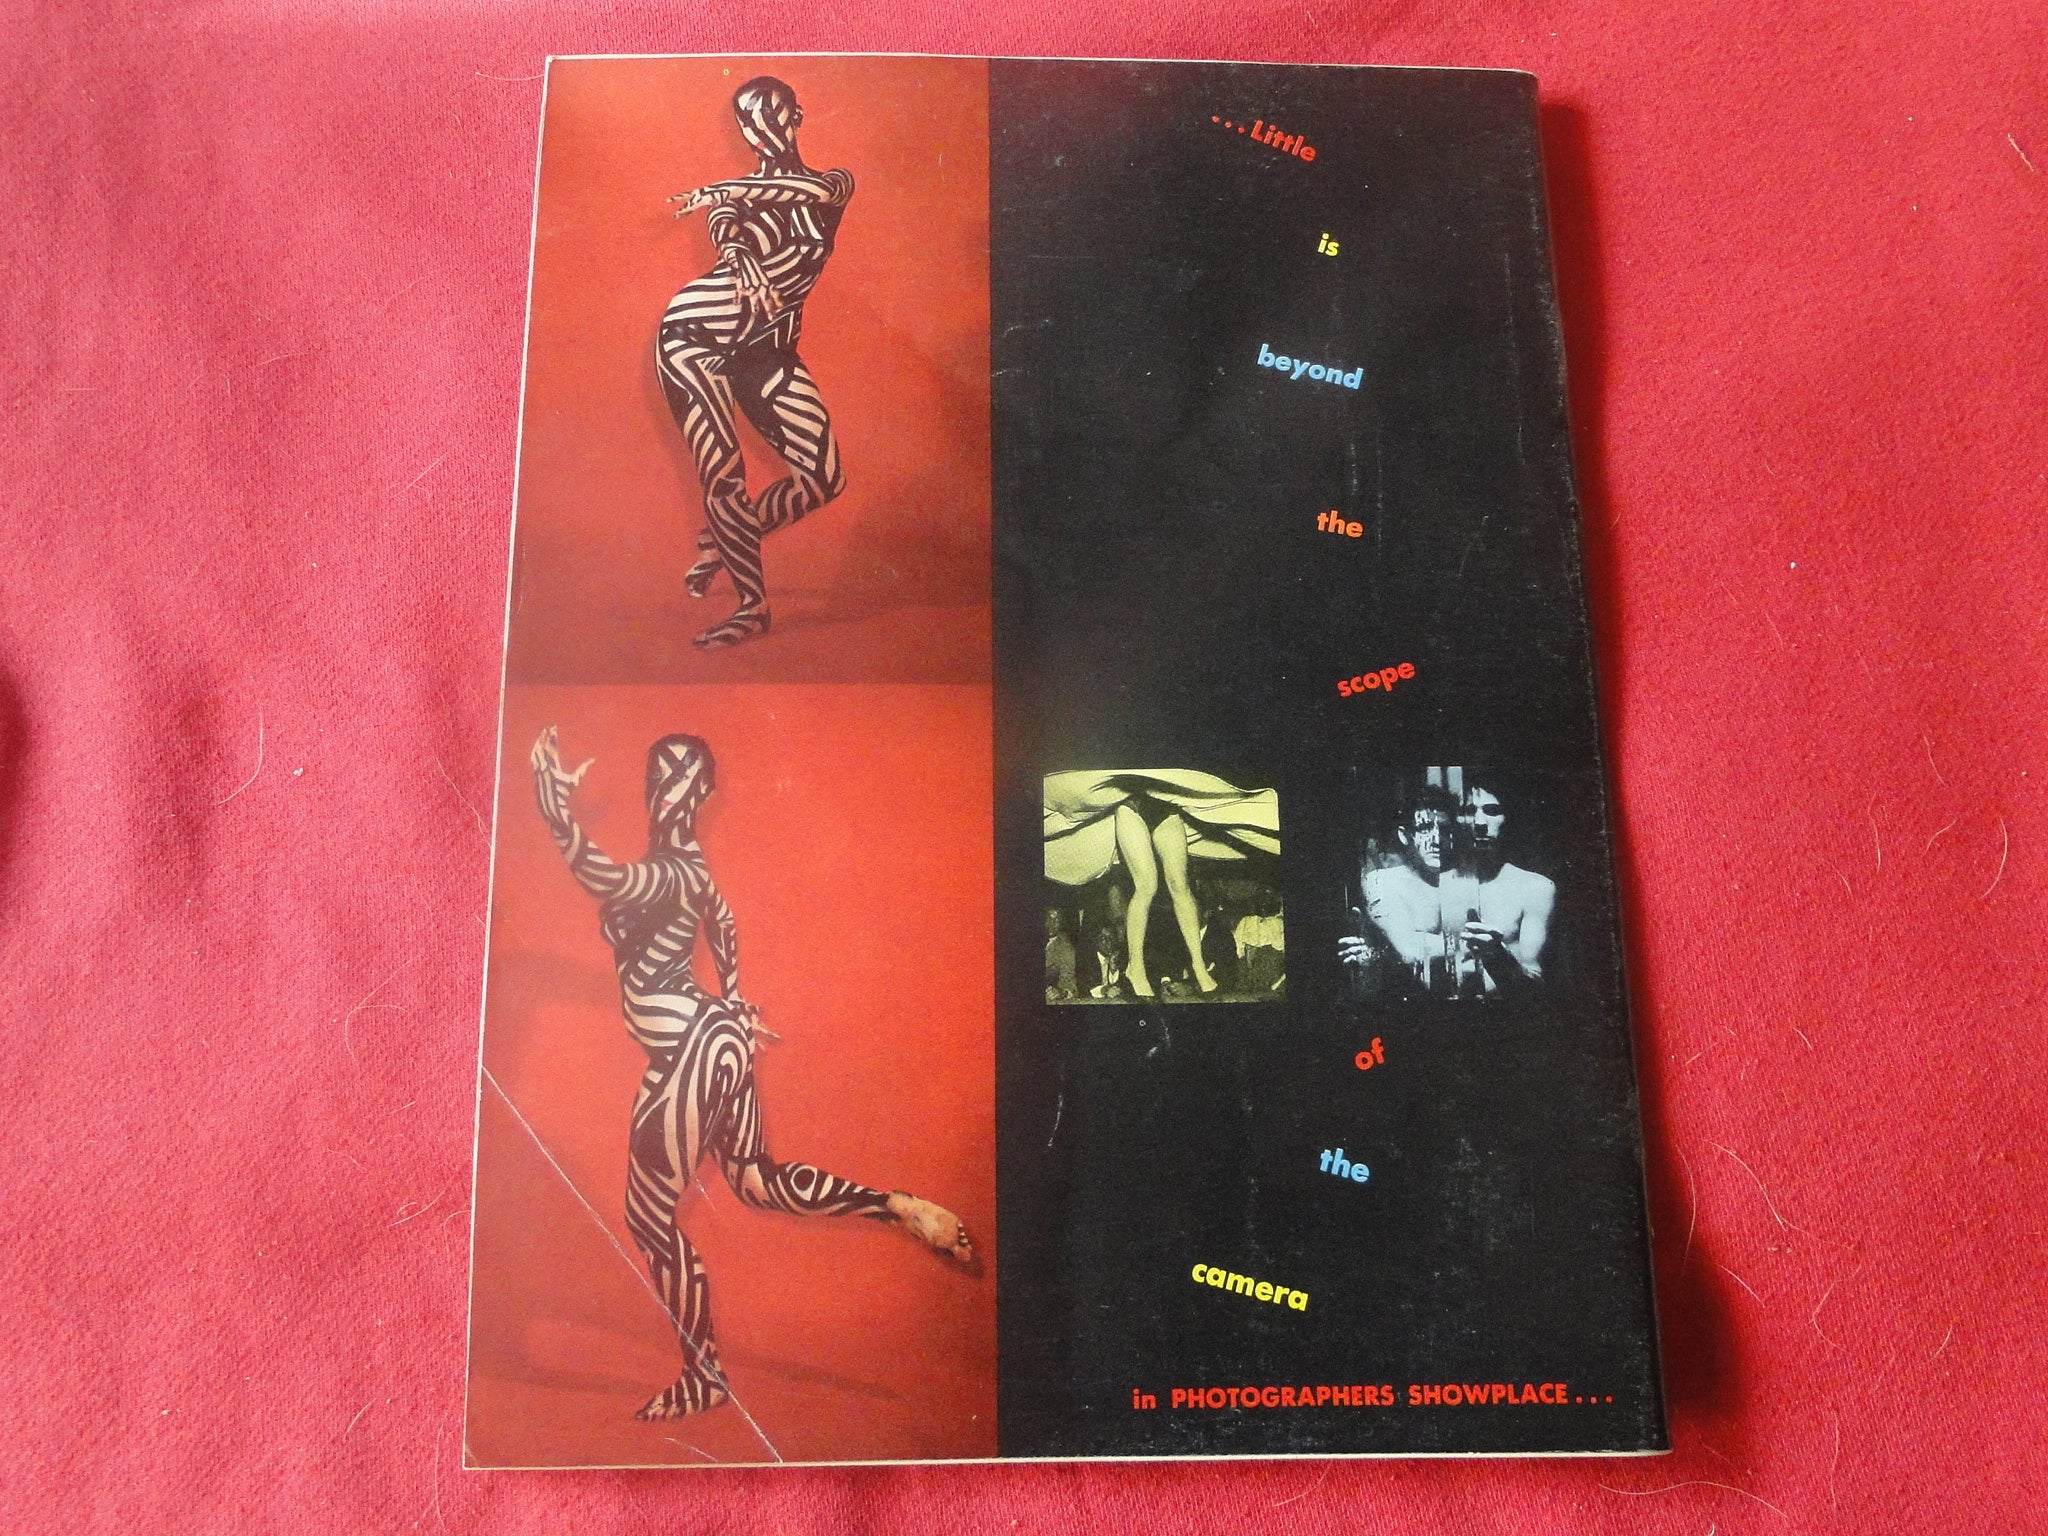 ...Little
is
beyond
the
scope
of
the
camera
in PHOTOGRAPHERS SHOWPLACE...